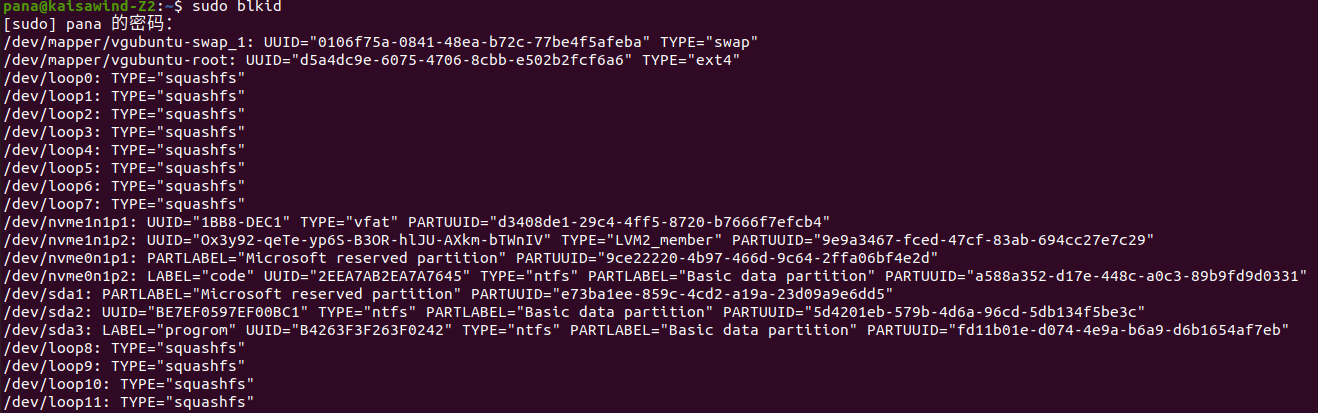 pana@kaisawind-Z2:~$ sudo blkid
[sudo] pana 的密码：
/dev/mapper/vgubuntu-swap_1: UUID="0106f75a-0841-48ea-b72c-77be4f5afeba" TYPE="swap"
/dev/mapper/vgubuntu-root: UUID="d5a4dc9e-6075-4706-8cbb-e502b2fcf6a6" TYPE="ext4"
/dev/loop0: TYPE="squashfs"
/dev/loop1: TYPE="squashfs"
/dev/loop2: TYPE="squashfs"
/dev/loop3: TYPE="squashfs"
/dev/loop4: TYPE="squashfs"
/dev/loop5: TYPE="squashfs"
/dev/loop6: TYPE="squashfs"
/dev/loop7: TYPE="squashfs"
/dev/nvme1n1p1: UUID="1BB8-DEC1" TYPE="vfat" PARTUUID="d3408de1-29c4-4ff5-8720-b7666f7efcb4"
/dev/nvme1n1p2: UUID="Ox3y92-qeTe-yp6S-B3OR-hlJU-AXkm-bTWnIV" TYPE="LVM2_member" PARTUUID="9e9a3467-fced-47cf-83ab-694cc27e7c29"
/dev/nvme0n1p1: PARTLABEL="Microsoft reserved partition" PARTUUID="9ce22220-4b97-466d-9c64-2ffa06bf4e2d"
/dev/nvme0n1p2: LABEL="code" UUID="2EEA7AB2EA7A7645" TYPE="ntfs" PARTLABEL="Basic data partition" PARTUUID="a588a352-d17e-448c-a0c3-89b9fd9d0331"
/dev/sda1: PARTLABEL="Microsoft reserved partition" PARTUUID="e73ba1ee-859c-4cd2-a19a-23d09a9e6dd5"
/dev/sda2: UUID="BE7EF0597EF00BC1" TYPE="ntfs" PARTLABEL="Basic data partition" PARTUUID="5d4201eb-579b-4d6a-96cd-5db134f5be3c"
/dev/sda3: LABEL="progrom" UUID="B4263F3F263F0242" TYPE="ntfs" PARTLABEL="Basic data partition" PARTUUID="fd11b01e-d074-4e9a-b6a9-d6b1654af7eb"
/dev/loop8: TYPE="squashfs"
/dev/loop9: TYPE="squashfs"
/dev/loop10: TYPE="squashfs"
/dev/loop11: TYPE="squashfs"